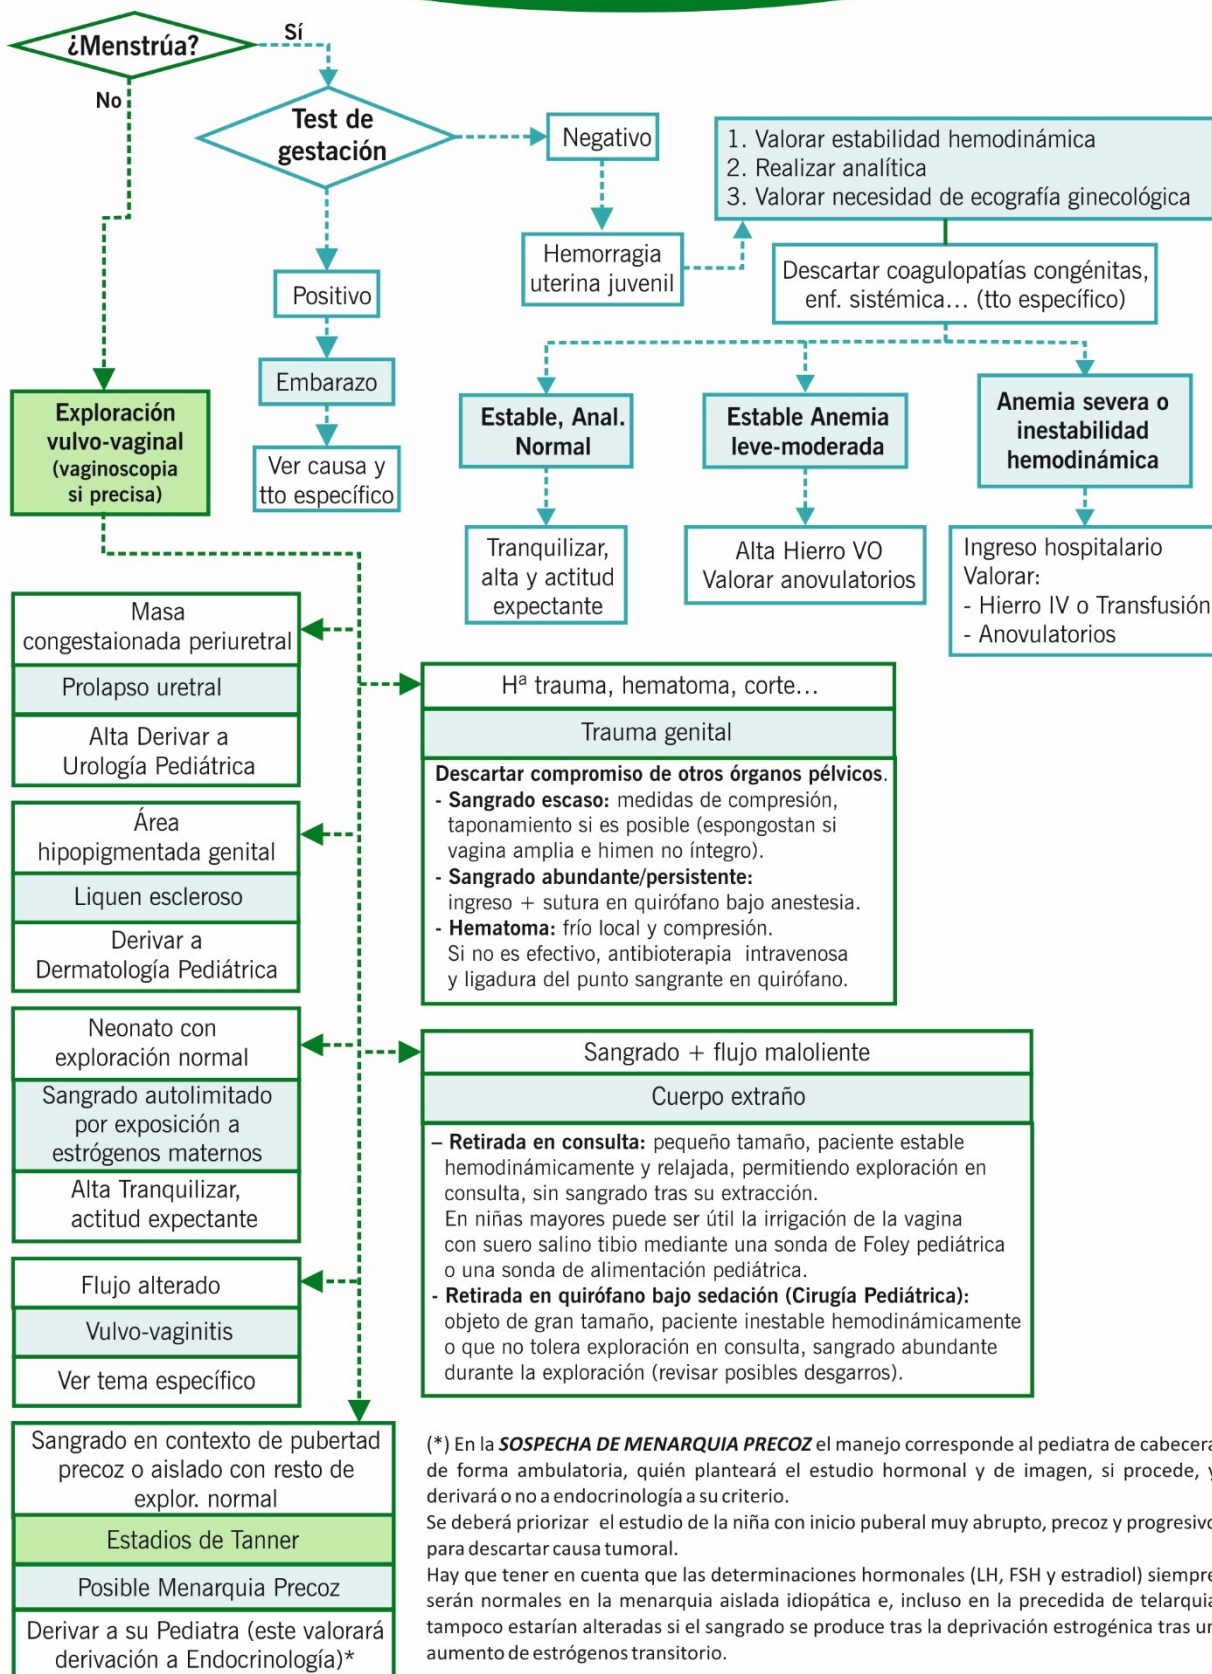 ¿Menstrúa?
Sí
No
Test de
gestación
Negativo
1. Valorar estabilidad hemodinámica
2. Realizar analítica
3. Valorar necesidad de ecografía ginecológica
Hemorragia
uterina juvenil
Descartar coagulopatías congénitas,
enf. sistémica... (tto específico)
Positivo
Embarazo
Ver causa y
tto específico
Exploración
vulvo-vaginal
(vaginoscopia
si precisa)
Estable, Anal.
Normal
Tranquilizar,
alta y actitud
expectante
Estable Anemia
leve-moderada
Alta Hierro VO
Valorar anovulatorios
Anemia severa o
inestabilidad
hemodinámica
Ingreso hospitalario
Valorar:
- Hierro IV o Transfusión
- Anovulatorios
Masa
congestaionada periuretral
Prolapso uretral
Alta Derivar a
Urología Pediátrica
Hª trauma, hematoma, corte...
Trauma genital
Descartar compromiso de otros órganos pélvicos.
- Sangrado escaso: medidas de compresión,
taponamiento si es posible (espongostan si
vagina amplia e himen no íntegro).
- Sangrado abundante/persistente:
ingreso + sutura en quirófano bajo anestesia.
- Hematoma: frío local y compresión.
Si no es efectivo, antibioterapia intravenosa
y ligadura del punto sangrante en quirófano.
Área
hipopigmentada genital
Liquen escleroso
Derivar a
Dermatología Pediátrica
Neonato con
exploración normal
Sangrado autolimitado
por exposición a
estrógenos maternos
Alta Tranquilizar,
actitud expectante
Sangrado + flujo maloliente
Cuerpo extraño
– Retirada en consulta: pequeño tamaño, paciente estable
hemodinámicamente y relajada, permitiendo exploración en
consulta, sin sangrado tras su extracción.
En niñas mayores puede ser útil la irrigación de la vagina
con suero salino tibio mediante una sonda de Foley pediátrica
o una sonda de alimentación pediátrica.
- Retirada en quirófano bajo sedación (Cirugía Pediátrica):
objeto de gran tamaño, paciente inestable hemodinámicamente
o que no tolera exploración en consulta, sangrado abundante
durante la exploración (revisar posibles desgarros).
Flujo alterado
Vulvo-vaginitis
Ver tema específico
Sangrado en contexto de pubertad
precoz o aislado con resto de
explor. normal
Estadios de Tanner
Posible Menarquia Precoz
Derivar a su Pediatra (este valorará
derivación a Endocrinología)*
(*) En la SOSPECHA DE MENARQUIA PRECOZ el manejo corresponde al pediatra de cabecera
de forma ambulatoria, quién planteará el estudio hormonal y de imagen, si procede, y
derivará o no a endocrinología a su criterio.
Se deberá priorizar el estudio de la niña con inicio puberal muy abrupto, precoz y progresivo
para descartar causa tumoral.
Hay que tener en cuenta que las determinaciones hormonales (LH, FSH y estradiol) siempre
serán normales en la menarquia aislada idiopática e, incluso en la precedida de telarquia
tampoco estarían alteradas si el sangrado se produce tras la deprivación estrogénica tras un
aumento de estrógenos transitorio.